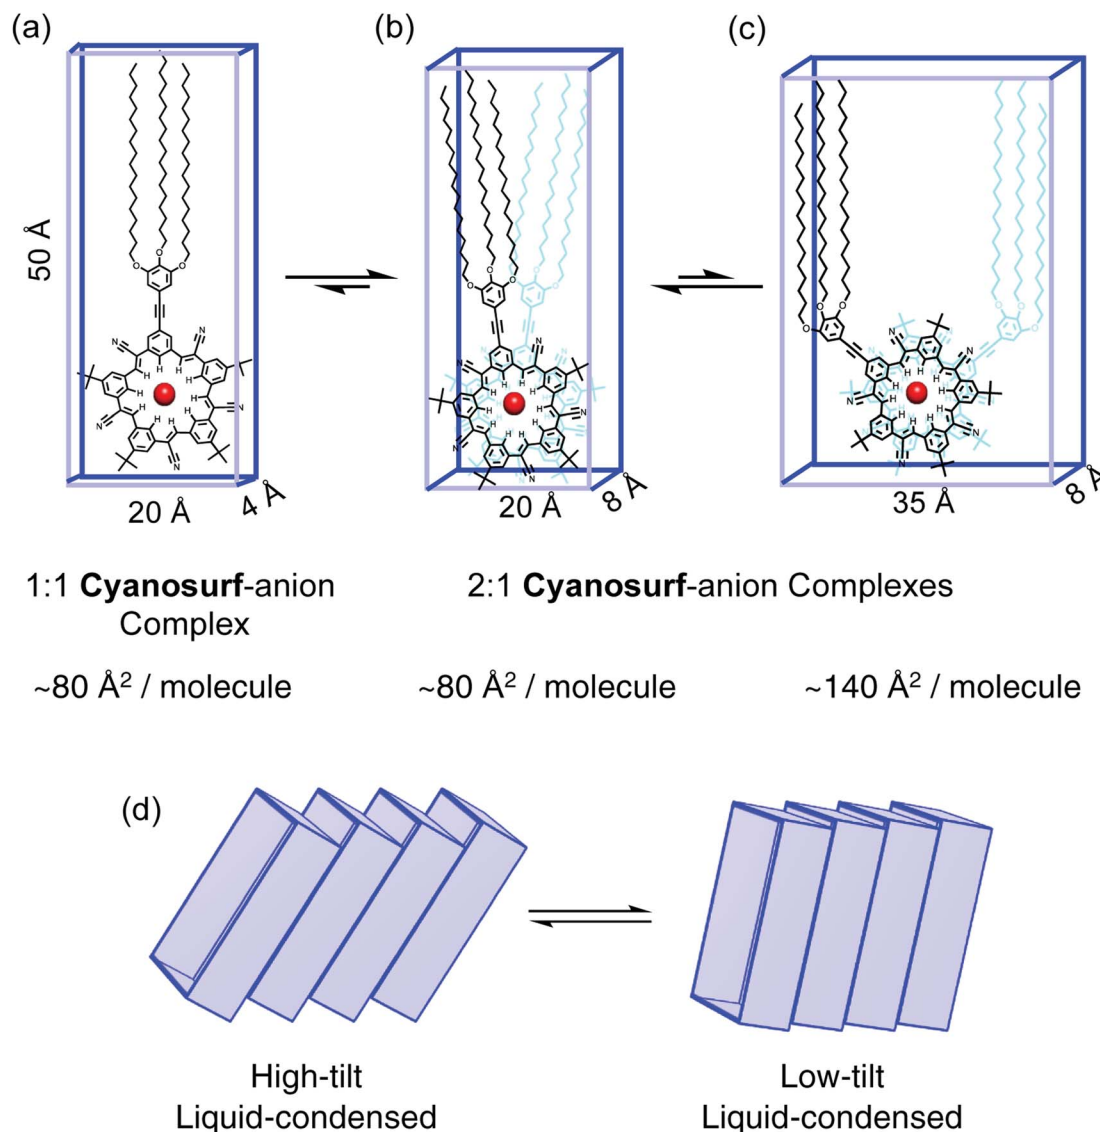 (a)
(b)
(c)
50 Å
O
O
O
N
N
N
N
N
H
H
H
H
H
H
H
H
H
H
20 Å
4 Å
20 Å
8 Å
35 Å
8 Å
1:1 Cyanosurf-anion
Complex
2:1 Cyanosurf-anion Complexes
~80 Å² / molecule
~80 Å² / molecule
~140 Å² / molecule
(d)
High-tilt
Liquid-condensed
Low-tilt
Liquid-condensed